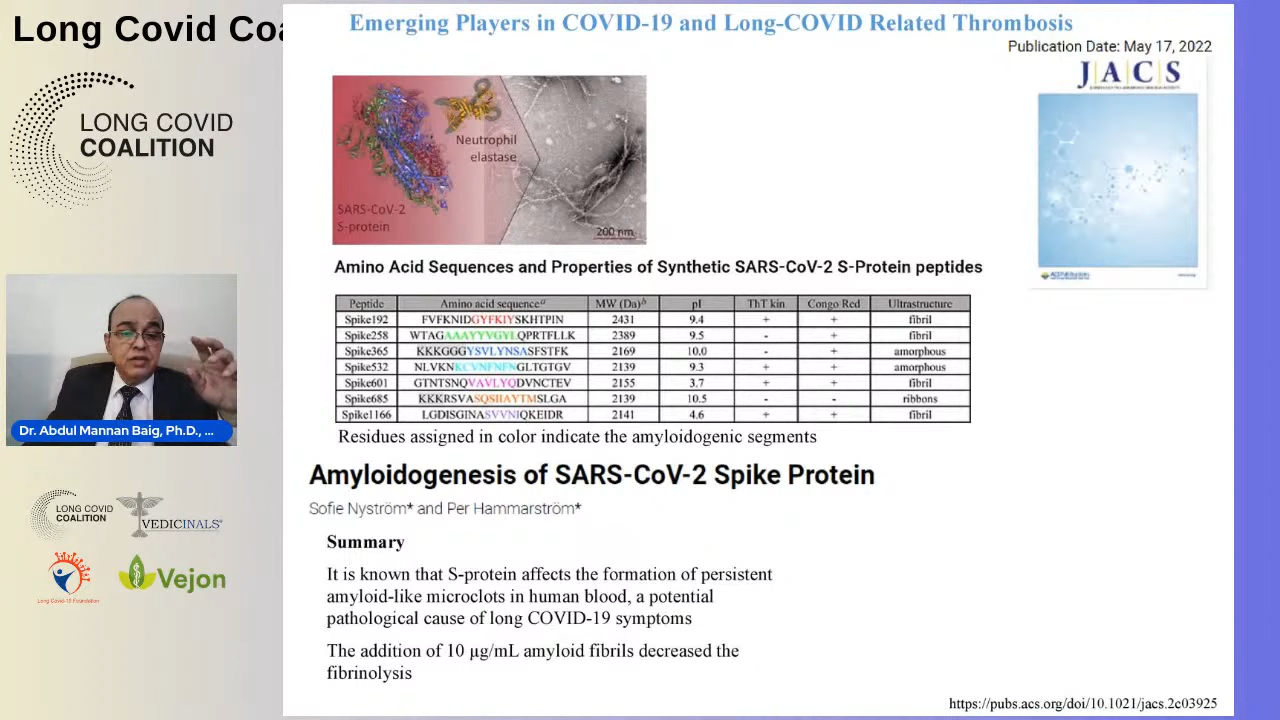 Long Covid Coa
LONG COVID
COALITION
Dr. Abdul Mannan Baig, Ph.D., ...
LONG COVID
COALITION
VEDICINALS
Long Covid-19 Foundation
Vejon
Emerging Players in COVID-19 and Long-COVID Related Thrombosis
Publication Date: May 17, 2022
J|A|C|S
Neutrophil
elastase
SARS-CoV-2
S-protein
200 nm
Amino Acid Sequences and Properties of Synthetic SARS-CoV-2 S-Protein peptides
Peptide Amino acid sequenceᵃ MW (Da)ᵇ pI ThT kin Congo Red Ultrastructure
Spike192 FVFKNIDGYFKIYSKHTPIN 2431 9.4 + + fibril
Spike258 WTAGAAAYYVGYLQPRTFLLK 2389 9.5 - + fibril
Spike365 KKKGGGYSVLYNSASFSTFK 2169 10.0 - + amorphous
Spike532 NLVKNKCVNFNFNGLTGTGV 2139 9.3 + + amorphous
Spike601 GTNTSNQVAVLYQDVNCTEV 2155 3.7 + + fibril
Spike685 KKKRSVASQSIIAYTMSLGA 2139 10.5 - - ribbons
Spike1166 LGDISGINASVVNIQKEIDR 2141 4.6 + + fibril
Residues assigned in color indicate the amyloidogenic segments
Amyloidogenesis of SARS-CoV-2 Spike Protein
Sofie Nyström* and Per Hammarström*
Summary
It is known that S-protein affects the formation of persistent
amyloid-like microclots in human blood, a potential
pathological cause of long COVID-19 symptoms
The addition of 10 µg/mL amyloid fibrils decreased the
fibrinolysis
https://pubs.acs.org/doi/10.1021/jacs.2c03925